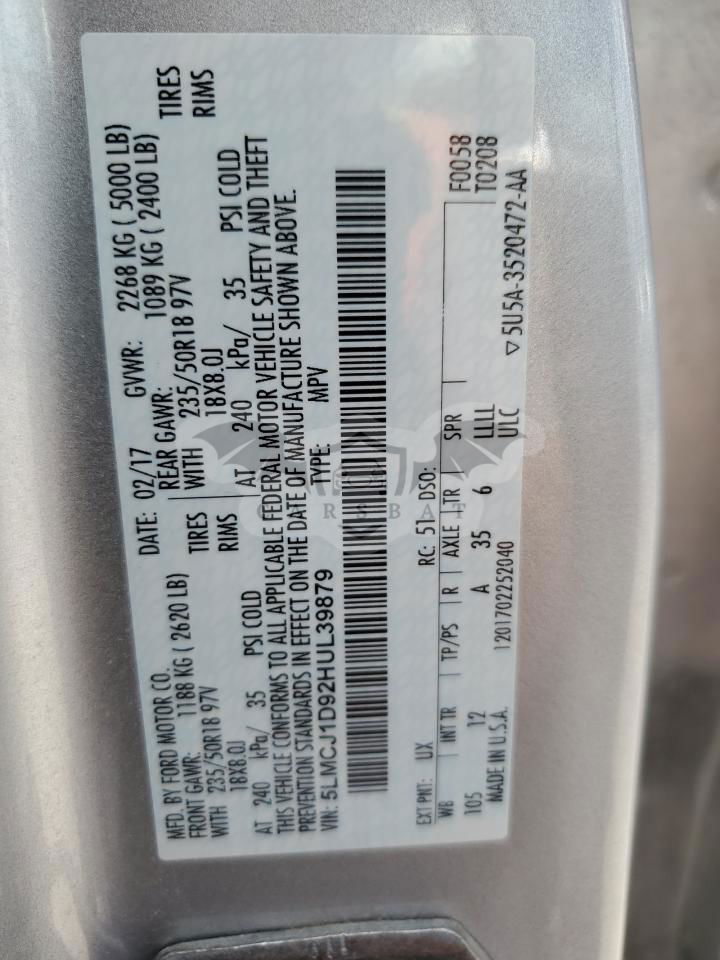 MFD. BY FORD MOTOR CO.
DATE: 02/17 GVWR: 2268 KG ( 5000 LB)
FRONT GAWR: 1188 KG ( 2620 LB)
REAR GAWR: 1089 KG ( 2400 LB)
WITH 235/50R18 97V TIRES
WITH 235/50R18 97V TIRES
18X8.0J RIMS
18X8.0J RIMS
AT 240 kPa/ 35 PSI COLD
AT 240 kPa/ 35 PSI COLD
THIS VEHICLE CONFORMS TO ALL APPLICABLE FEDERAL MOTOR VEHICLE SAFETY AND THEFT
PREVENTION STANDARDS IN EFFECT ON THE DATE OF MANUFACTURE SHOWN ABOVE.
VIN: 5LMCJ1D92HUL39879 TYPE: MPV
F0058
T0208
EXT PNT: UX RC: 51 DSO:
WB INT TR TP/PS R AXLE TR SPR
105 12 A 35 6 LLLL
ULC
▽ 5U5A-3520472-AA
MADE IN U.S.A. 1201702252040
CARSBAT